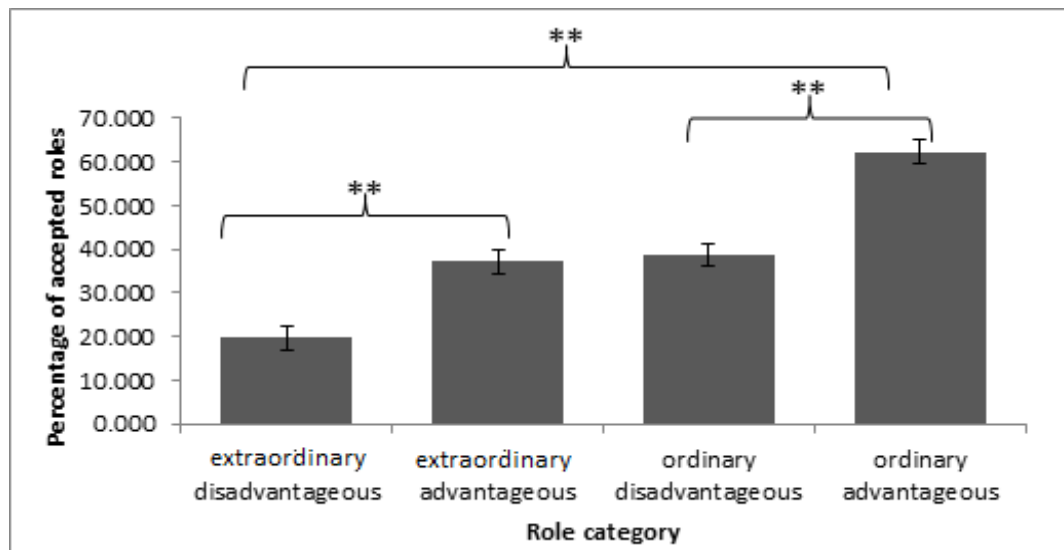 **
**
**
70.000
60.000
50.000
40.000
30.000
20.000
10.000
0.000
Percentage of accepted roles
extraordinary
disadvantageous
extraordinary
advantageous
ordinary
disadvantageous
ordinary
advantageous
Role category